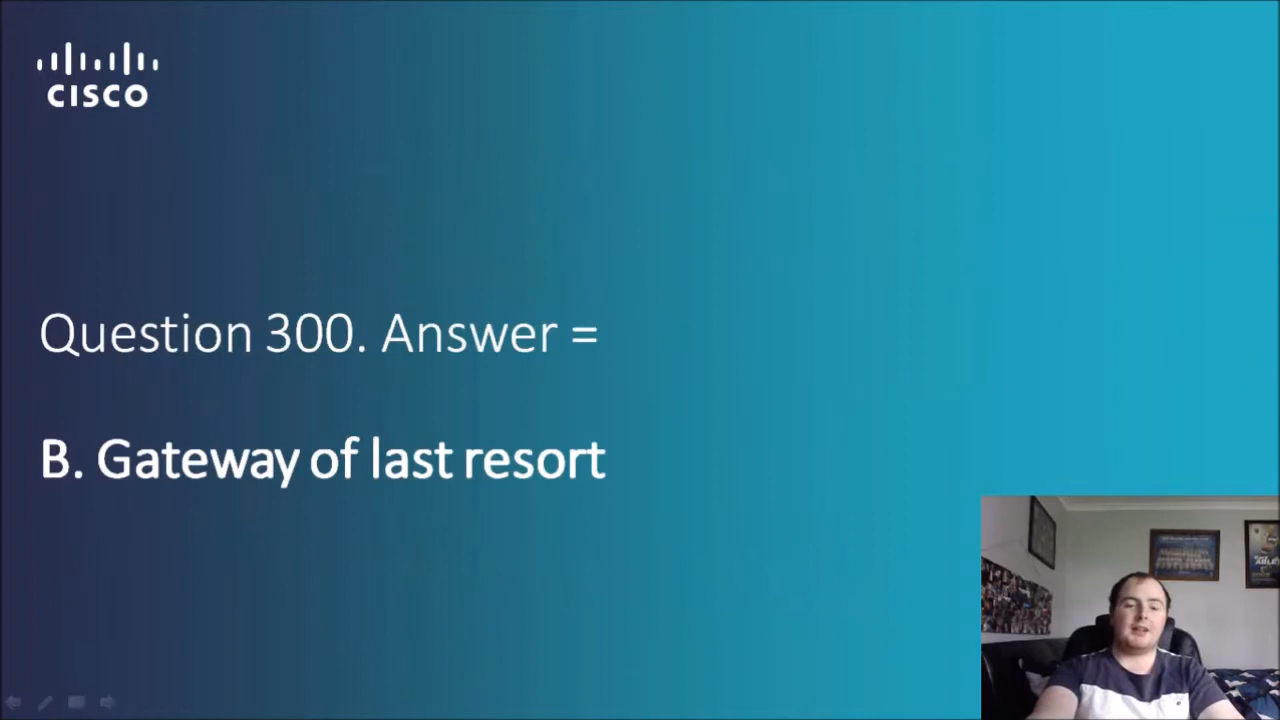 CISCO
Question 300. Answer =
B. Gateway of last resort